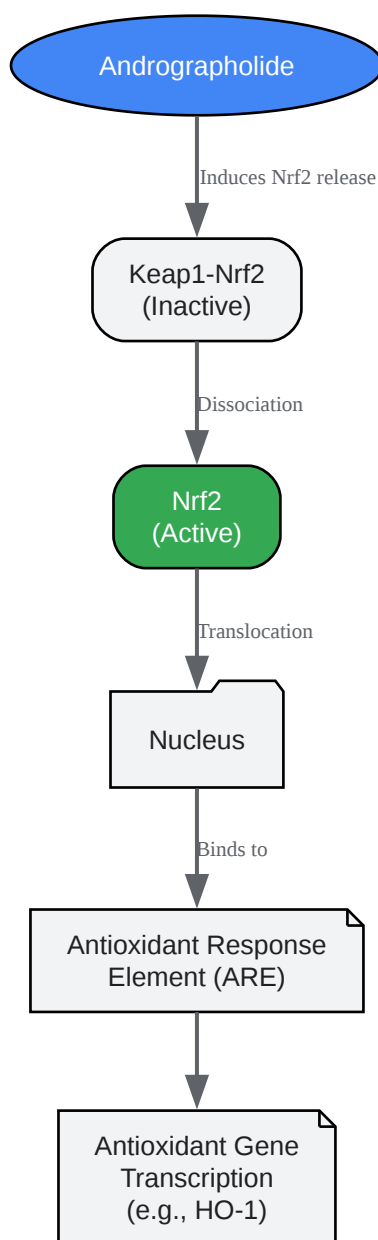 Andrographolide
Induces Nrf2 release
Keap1-Nrf2
(Inactive)
Dissociation
Nrf2
(Active)
Translocation
Nucleus
Binds to
Antioxidant Response
Element (ARE)
Antioxidant Gene
Transcription
(e.g., HO-1)